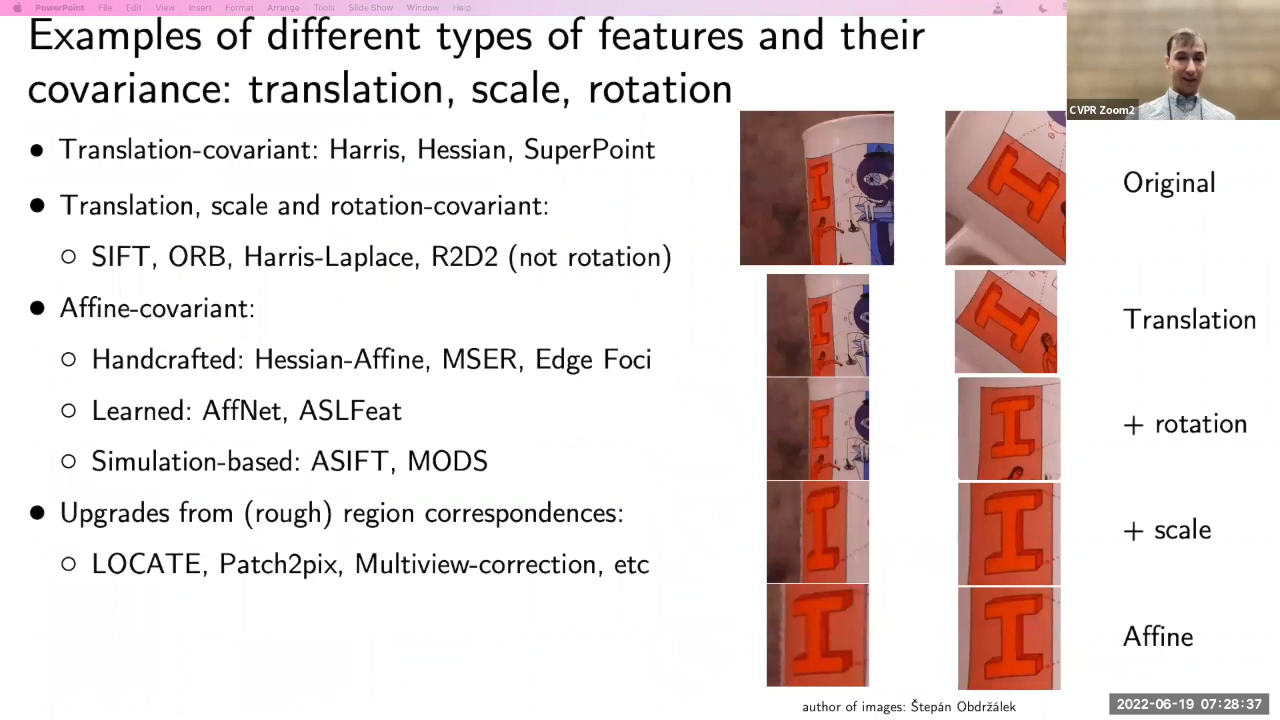 PowerPoint File Edit View Insert Format Arrange Tools Slide Show Window Help
Examples of different types of features and their
covariance: translation, scale, rotation
CVPR Zoom2
● Translation-covariant: Harris, Hessian, SuperPoint
● Translation, scale and rotation-covariant:
○ SIFT, ORB, Harris-Laplace, R2D2 (not rotation)
● Affine-covariant:
○ Handcrafted: Hessian-Affine, MSER, Edge Foci
○ Learned: AffNet, ASLFeat
○ Simulation-based: ASIFT, MODS
● Upgrades from (rough) region correspondences:
○ LOCATE, Patch2pix, Multiview-correction, etc
Original
Translation
+ rotation
+ scale
Affine
author of images: Štepán Obdržálek
2022-06-19 07:28:37